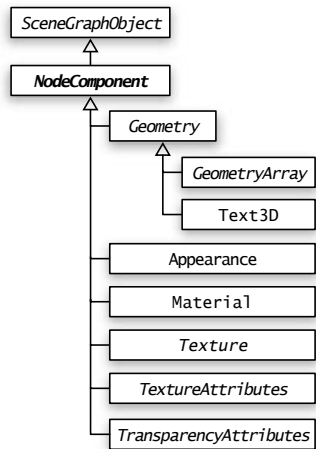 SceneGraphObject
NodeComponent
Geometry
GeometryArray
Text3D
Appearance
Material
Texture
TextureAttributes
TransparencyAttributes